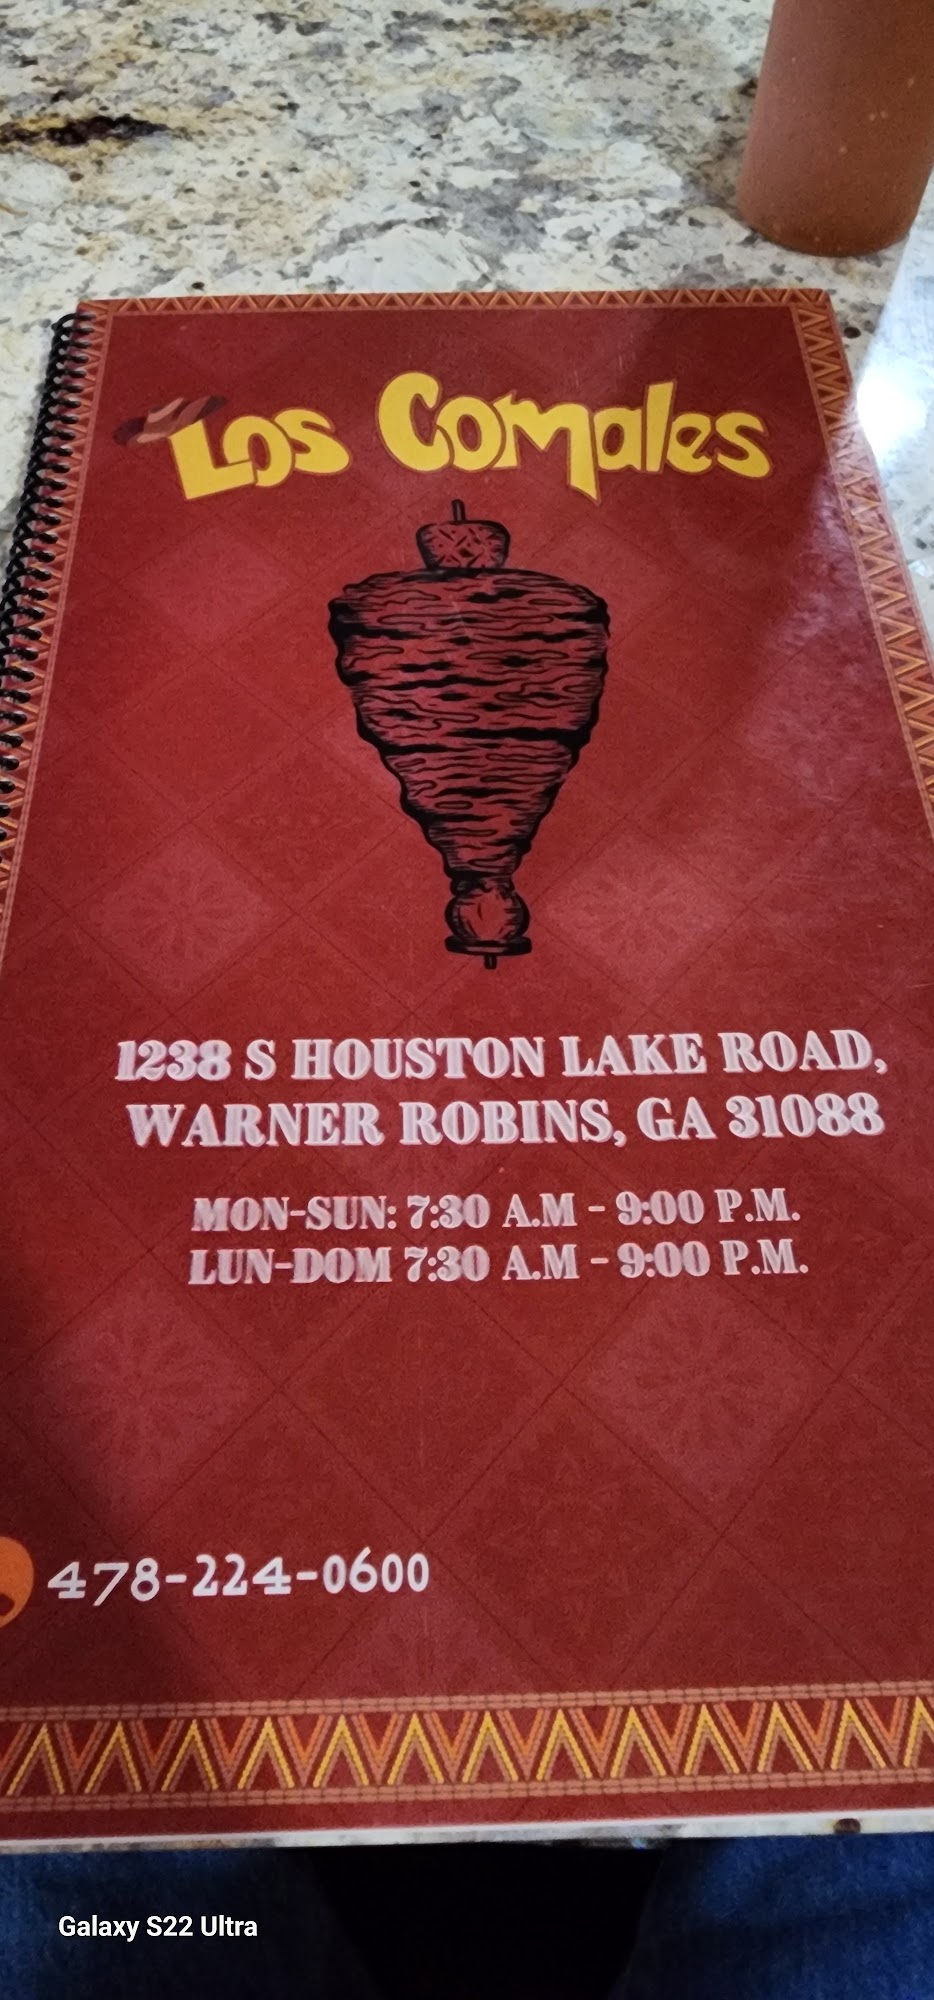 Los Comales
1238 S HOUSTON LAKE ROAD,
WARNER ROBINS, GA 31088
MON-SUN: 7:30 A.M - 9:00 P.M.
LUN-DOM 7:30 A.M - 9:00 P.M.
478-224-0600
Galaxy S22 Ultra